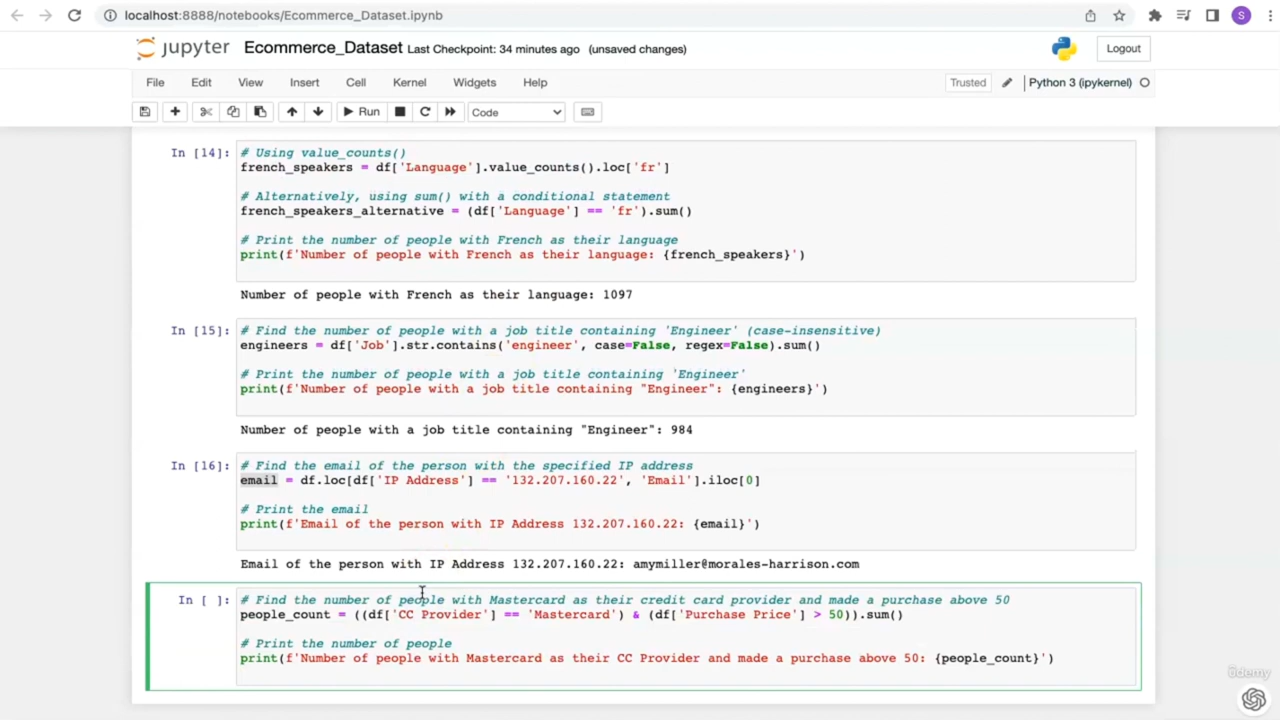 localhost:8888/notebooks/Ecommerce_Dataset.ipynb
S
jupyter Ecommerce_Dataset Last Checkpoint: 34 minutes ago (unsaved changes)
Logout
File Edit View Insert Cell Kernel Widgets Help
Trusted Python 3 (ipykernel)
Run Code
In [14]: # Using value_counts()
french_speakers = df['Language'].value_counts().loc['fr']
# Alternatively, using sum() with a conditional statement
french_speakers_alternative = (df['Language'] == 'fr').sum()
# Print the number of people with French as their language
print(f'Number of people with French as their language: {french_speakers}')
Number of people with French as their language: 1097
In [15]: # Find the number of people with a job title containing 'Engineer' (case-insensitive)
engineers = df['Job'].str.contains('engineer', case=False, regex=False).sum()
# Print the number of people with a job title containing 'Engineer'
print(f'Number of people with a job title containing "Engineer": {engineers}')
Number of people with a job title containing "Engineer": 984
In [16]: # Find the email of the person with the specified IP address
email = df.loc[df['IP Address'] == '132.207.160.22', 'Email'].iloc[0]
# Print the email
print(f'Email of the person with IP Address 132.207.160.22: {email}')
Email of the person with IP Address 132.207.160.22: amymiller@morales-harrison.com
In [ ]: # Find the number of people with Mastercard as their credit card provider and made a purchase above 50
people_count = ((df['CC Provider'] == 'Mastercard') & (df['Purchase Price'] > 50)).sum()
# Print the number of people
print(f'Number of people with Mastercard as their CC Provider and made a purchase above 50: {people_count}')
ûdemy